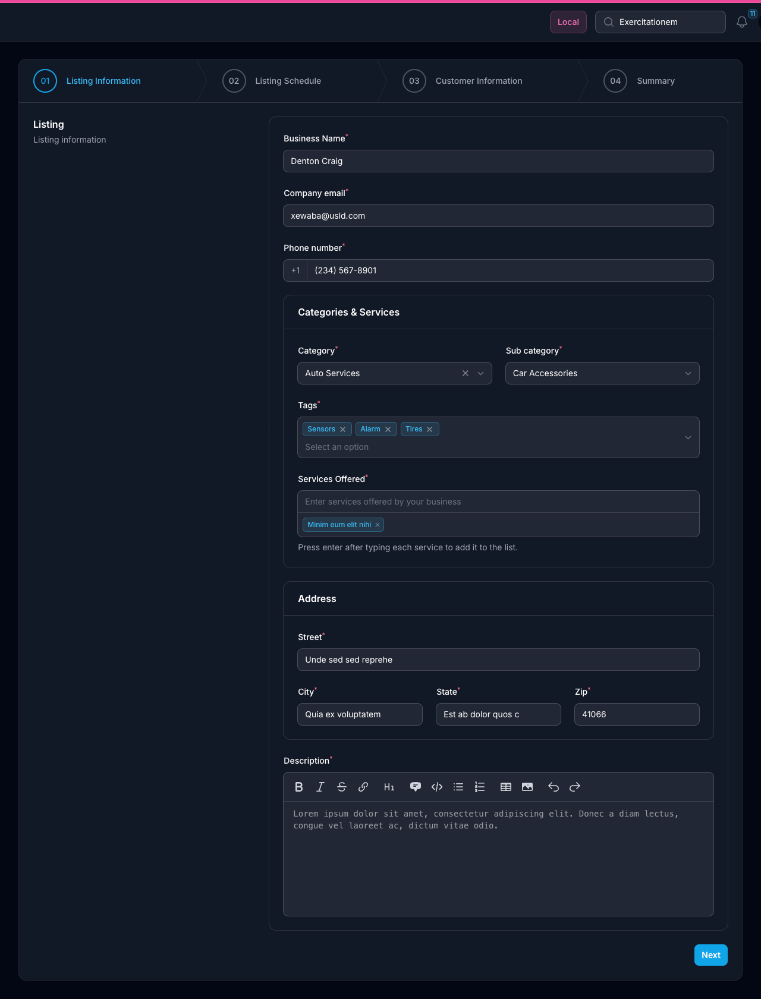 Local
Exercitationem
11
01 Listing Information
02 Listing Schedule
03 Customer Information
04 Summary
Listing
Listing information
Business Name*
Denton Craig
Company email*
xewaba@usld.com
Phone number*
+1 (234) 567-8901
Categories & Services
Category* Sub category*
Auto Services Car Accessories
Tags*
Sensors Alarm Tires
Select an option
Services Offered*
Enter services offered by your business
Minim eum elit nihi
Press enter after typing each service to add it to the list.
Address
Street*
Unde sed sed reprehe
City* State* Zip*
Quia ex voluptatem Est ab dolor quos c 41066
Description*
B I S H1
Lorem ipsum dolor sit amet, consectetur adipiscing elit. Donec a diam lectus,
congue vel laoreet ac, dictum vitae odio.
Next